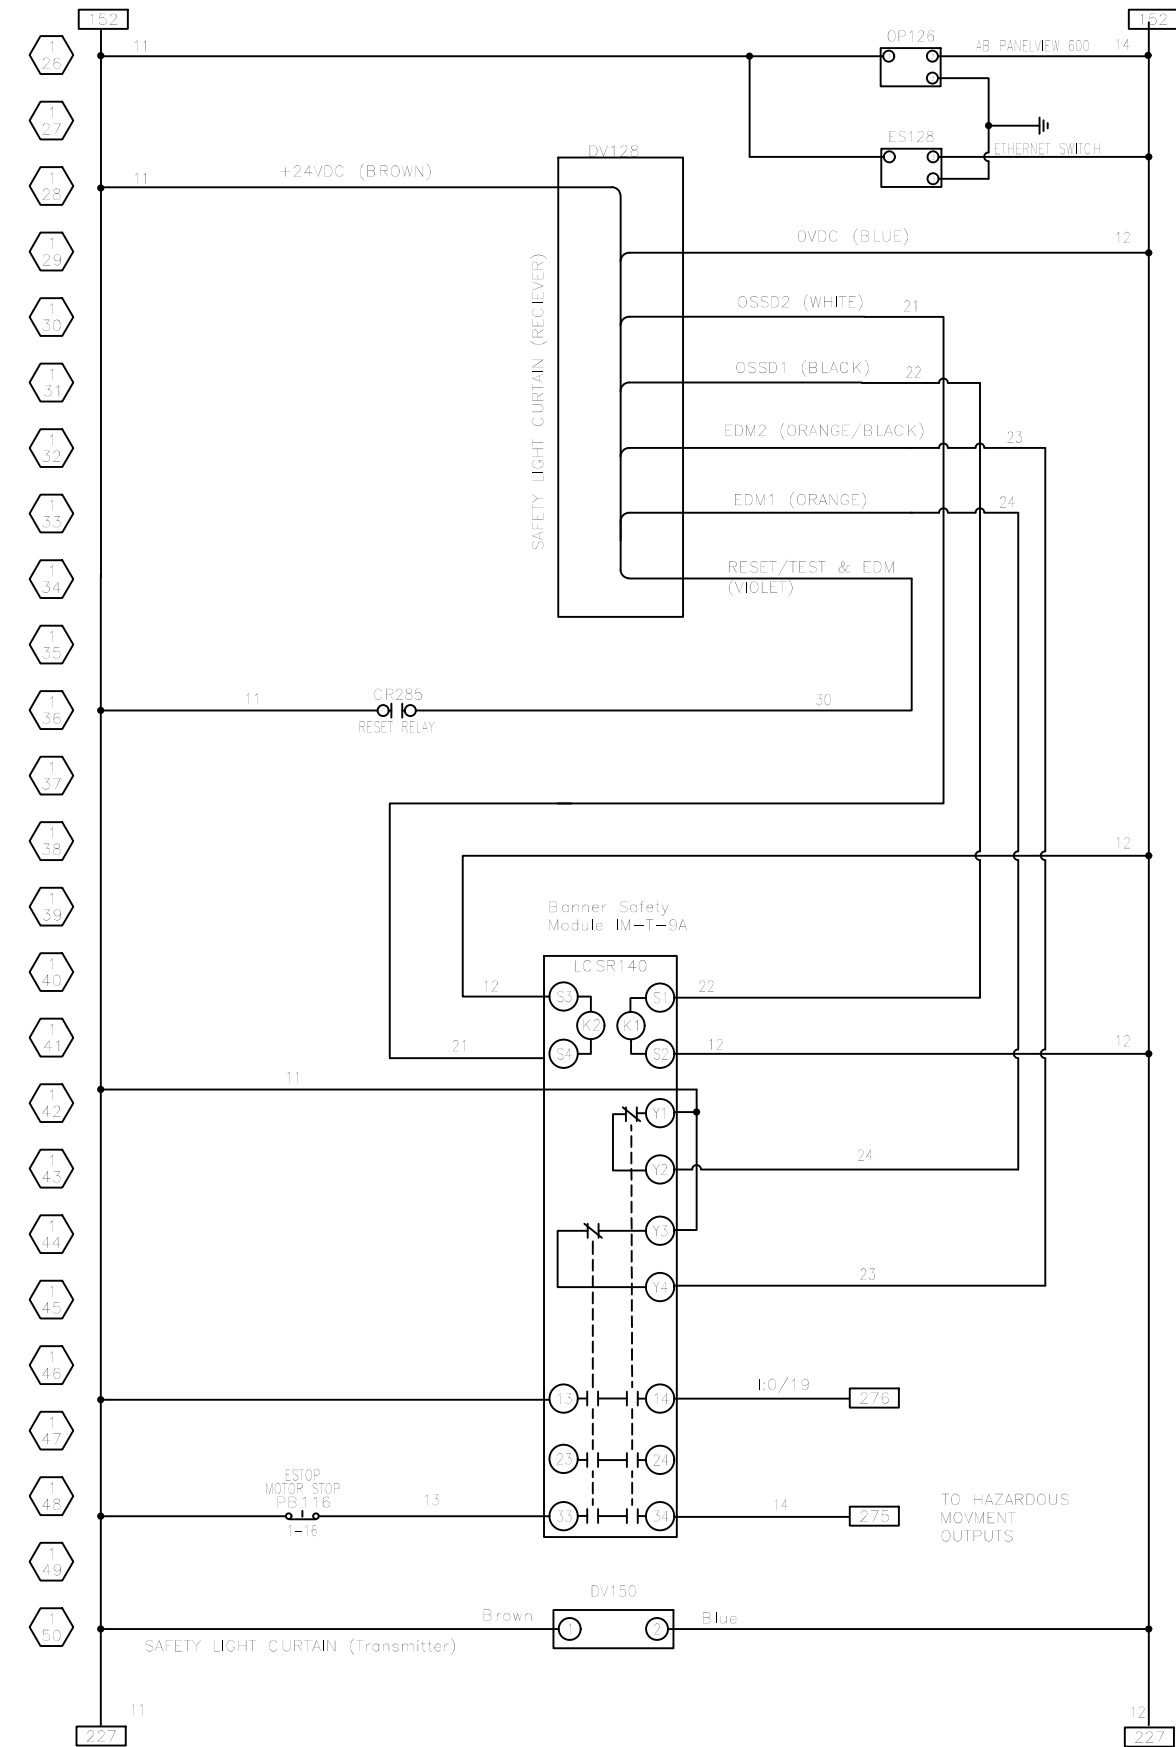 152
152
1
26
11
OP126
AB PANELVIEW 600
14
1
27
ES128
ETHERNET SWITCH
DV128
1
28
11
+24VDC (BROWN)
1
29
0VDC (BLUE)
12
SAFETY LIGHT CURTAIN (RECIEVER)
1
30
OSSD2 (WHITE)
21
1
31
OSSD1 (BLACK)
22
1
32
EDM2 (ORANGE/BLACK)
23
1
33
EDM1 (ORANGE)
24
1
34
RESET/TEST & EDM
(VIOLET)
1
35
1
36
11
CR285
RESET RELAY
30
1
37
1
38
12
1
39
Banner Safety
Module IM-T-9A
1
40
LCSR140
12
S3
S1
22
K2
K1
1
41
21
S4
S2
12
12
11
1
42
Y1
1
43
Y2
24
1
44
Y3
1
45
Y4
23
1
46
13
14
I:0/19
276
1
47
23
24
1
48
ESTOP
MOTOR STOP
PB116
1-16
13
33
34
14
275
TO HAZARDOUS
MOVMENT
OUTPUTS
1
49
DV150
1
50
Brown
1
2
Blue
SAFETY LIGHT CURTAIN (Transmitter)
11
12
227
227